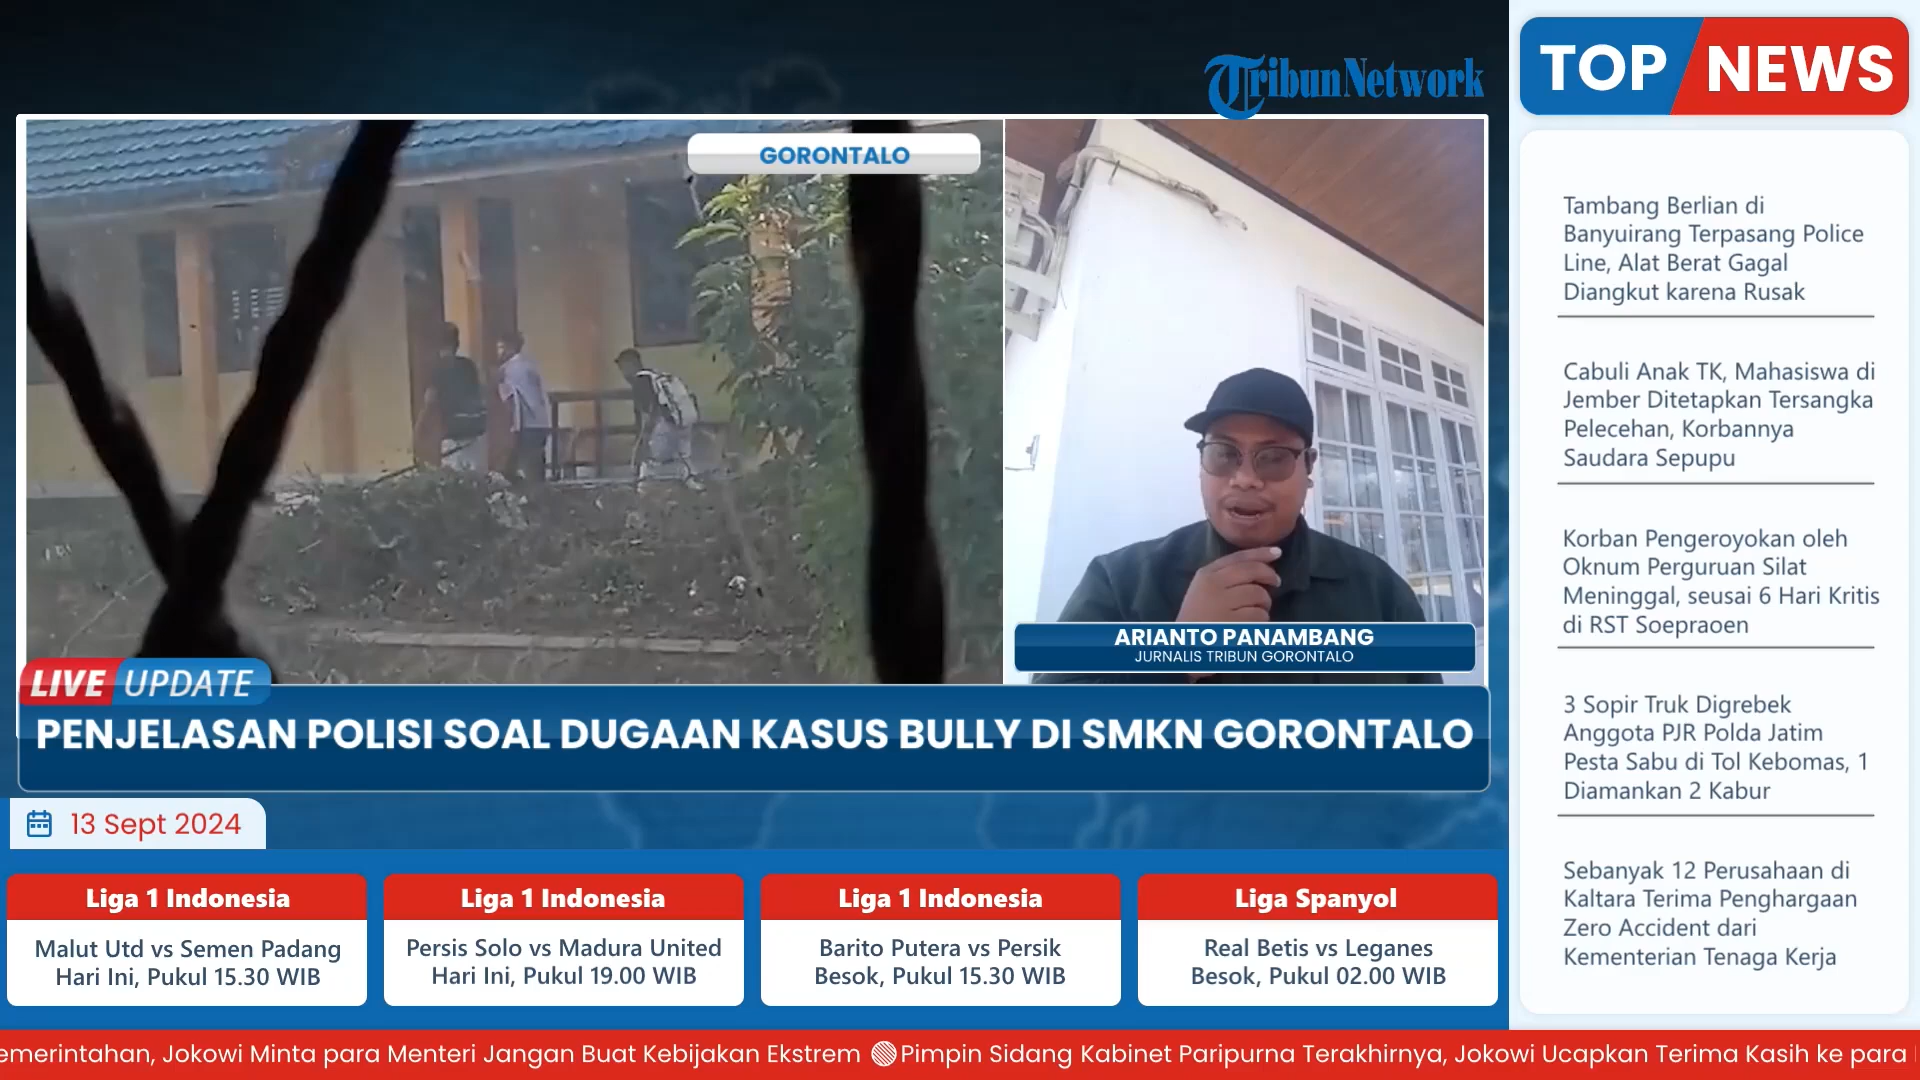 TribunNetwork
GORONTALO
ARIANTO PANAMBANG
JURNALIS TRIBUN GORONTALO
LIVE UPDATE
PENJELASAN POLISI SOAL DUGAAN KASUS BULLY DI SMKN GORONTALO
13 Sept 2024
Liga 1 Indonesia
Malut Utd vs Semen Padang
Hari Ini, Pukul 15.30 WIB
Liga 1 Indonesia
Persis Solo vs Madura United
Hari Ini, Pukul 19.00 WIB
Liga 1 Indonesia
Barito Putera vs Persik
Besok, Pukul 15.30 WIB
Liga Spanyol
Real Betis vs Leganes
Besok, Pukul 02.00 WIB
TOP NEWS
Tambang Berlian di
Banyuirang Terpasang Police
Line, Alat Berat Gagal
Diangkut karena Rusak
Cabuli Anak TK, Mahasiswa di
Jember Ditetapkan Tersangka
Pelecehan, Korbannya
Saudara Sepupu
Korban Pengeroyokan oleh
Oknum Perguruan Silat
Meninggal, seusai 6 Hari Kritis
di RST Soepraoen
3 Sopir Truk Digrebek
Anggota PJR Polda Jatim
Pesta Sabu di Tol Kebomas, 1
Diamankan 2 Kabur
Sebanyak 12 Perusahaan di
Kaltara Terima Penghargaan
Zero Accident dari
Kementerian Tenaga Kerja
emerintahan, Jokowi Minta para Menteri Jangan Buat Kebijakan Ekstrem Pimpin Sidang Kabinet Paripurna Terakhirnya, Jokowi Ucapkan Terima Kasih ke para